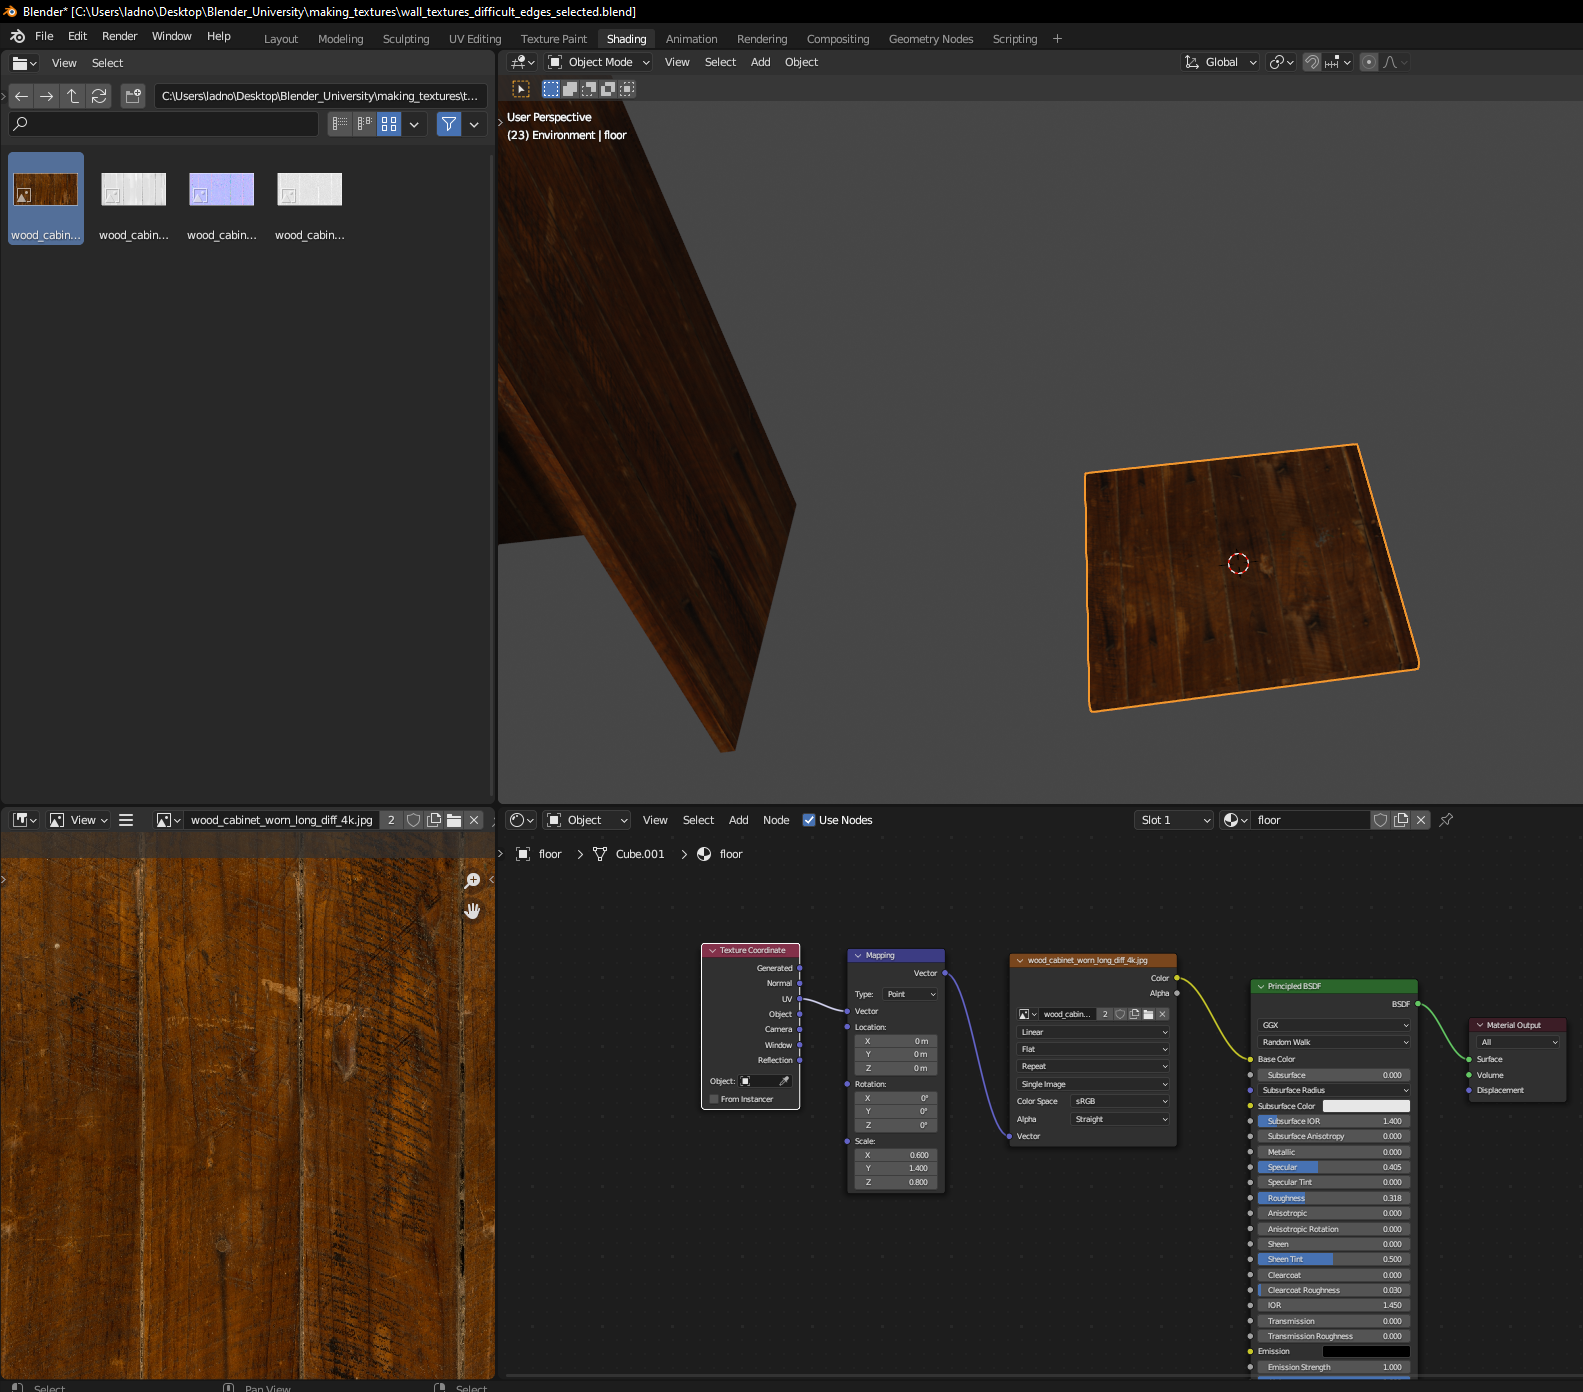 Blender* [C:\Users\ladno\Desktop\Blender_University\making_textures\wall_textures_difficult_edges_selected.blend]
File Edit Render Window Help Layout Modeling Sculpting UV Editing Texture Paint Shading Animation Rendering Compositing Geometry Nodes Scripting +
View Select
Object Mode View Select Add Object Global
C:\Users\ladno\Desktop\Blender_University\making_textures\t...
User Perspective
(23) Environment | floor
wood_cabin... wood_cabin... wood_cabin... wood_cabin...
View wood_cabinet_worn_long_diff_4k.jpg 2
Object View Select Add Node Use Nodes Slot 1 floor
floor > Cube.001 > floor
Texture Coordinate
Generated
Normal
UV
Object
Camera
Window
Reflection
Object:
From Instancer
Mapping
Vector
Type: Point
Vector
Location:
X 0 m
Y 0 m
Z 0 m
Rotation:
X 0°
Y 0°
Z 0°
Scale:
X 0.600
Y 1.400
Z 0.800
wood_cabinet_worn_long_diff_4k.jpg
Color
Alpha
wood_cabin... 2
Linear
Flat
Repeat
Single Image
Color Space sRGB
Alpha Straight
Vector
Principled BSDF
BSDF
GGX
Random Walk
Base Color
Subsurface 0.000
Subsurface Radius
Subsurface Color
Subsurface IOR 1.400
Subsurface Anisotropy 0.000
Metallic 0.000
Specular 0.405
Specular Tint 0.000
Roughness 0.318
Anisotropic 0.000
Anisotropic Rotation 0.000
Sheen 0.000
Sheen Tint 0.500
Clearcoat 0.000
Clearcoat Roughness 0.030
IOR 1.450
Transmission 0.000
Transmission Roughness 0.000
Emission
Emission Strength 1.000
Material Output
All
Surface
Volume
Displacement
Select Pan View Select